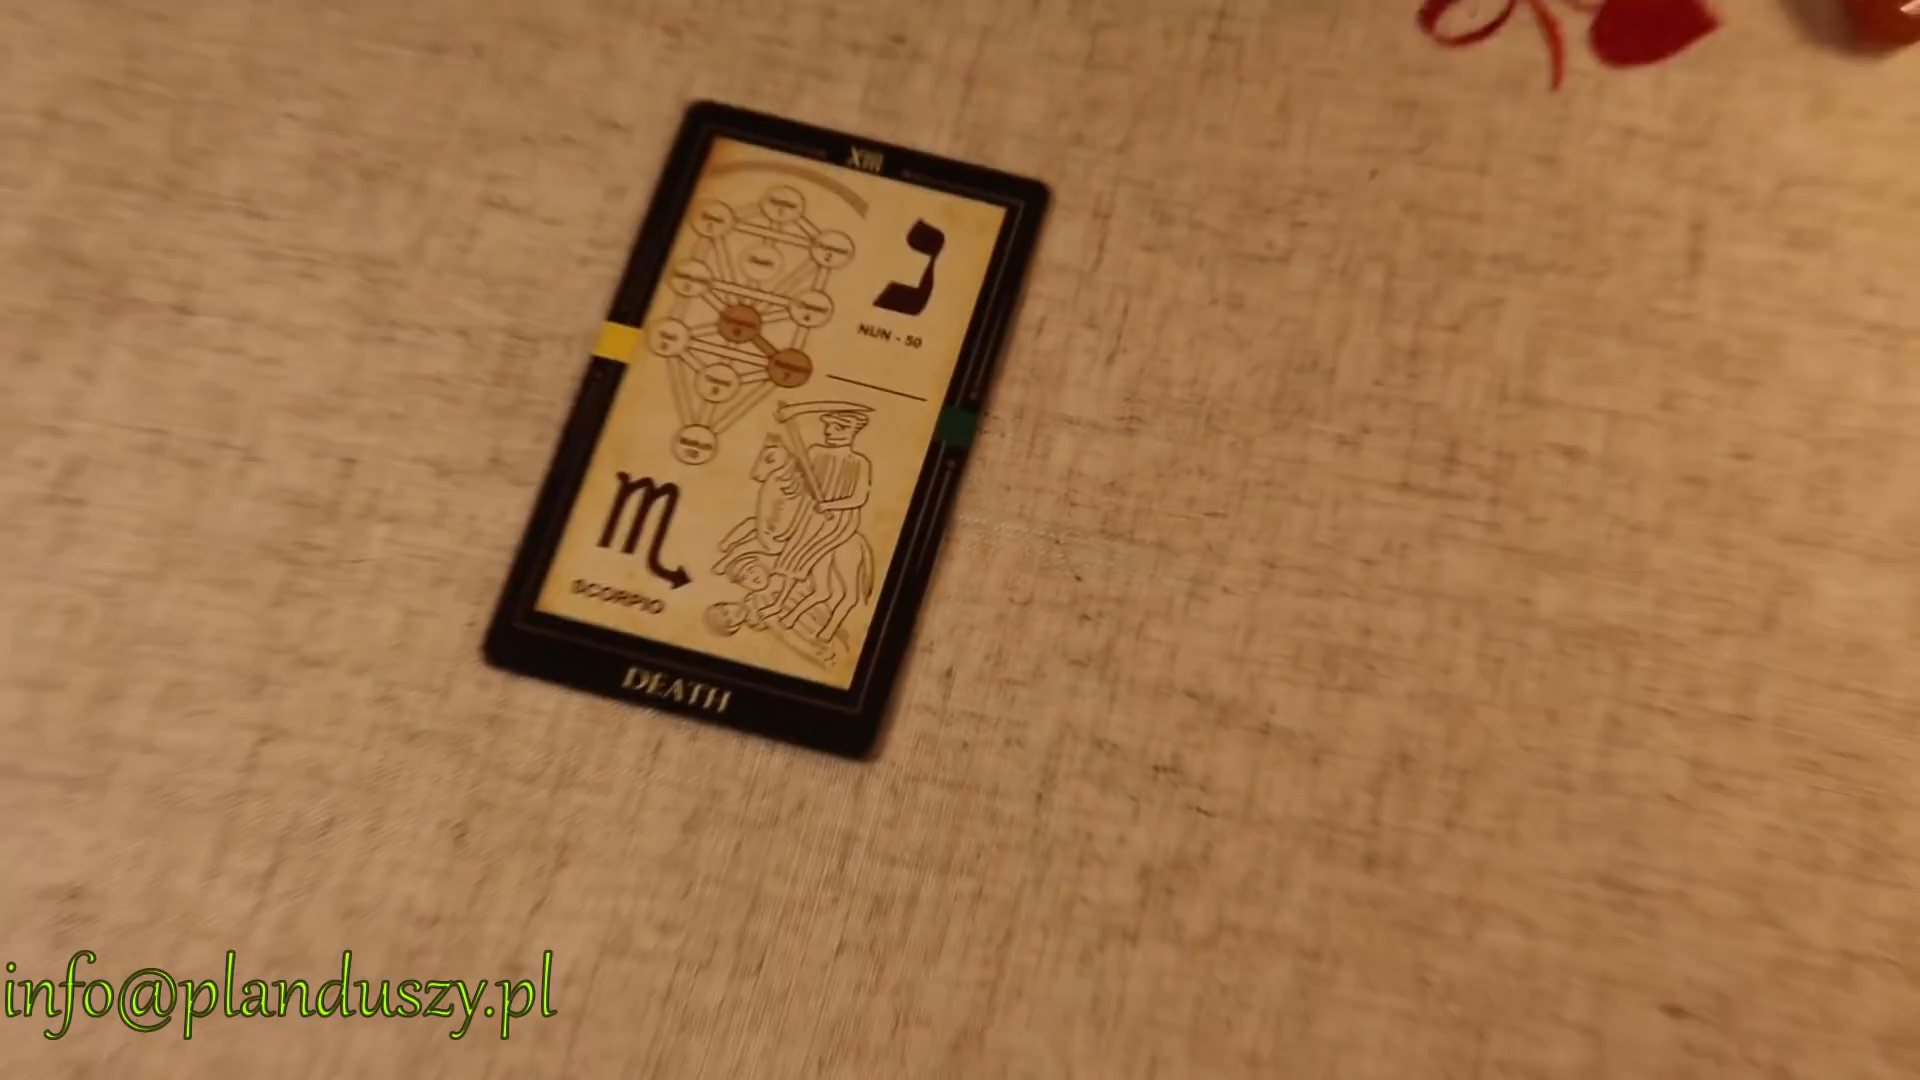 XIII
נ
NUN - 50
SCORPIO
DEATH
info@planduszy.pl